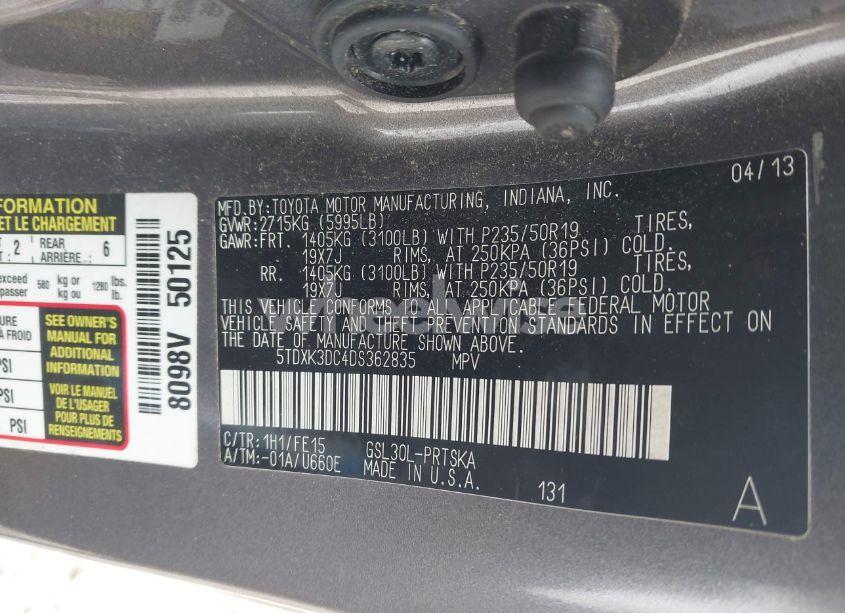 FORMATION
ET LE CHARGEMENT
2 REAR ARRIÈRE : 6
exceed kg or 580 kg ou 1280 lbs. lb.
passer
URE
À FROID
PSI
PSI
PSI
SEE OWNER'S
MANUAL FOR
ADDITIONAL
INFORMATION
VOIR LE MANUEL
DE L'USAGER
POUR PLUS DE
RENSEIGNEMENTS
8098V 50125
04/13
MFD.BY:TOYOTA MOTOR MANUFACTURING, INDIANA, INC.
GVWR:2715KG (5995LB)
GAWR:FRT. 1405KG (3100LB) WITH P235/50R19 TIRES,
19X7J RIMS, AT 250KPA (36PSI) COLD.
RR. 1405KG (3100LB) WITH P235/50R19 TIRES,
19X7J RIMS, AT 250KPA (36PSI) COLD.
THIS VEHICLE CONFORMS TO ALL APPLICABLE FEDERAL MOTOR
VEHICLE SAFETY AND THEFT PREVENTION STANDARDS IN EFFECT ON
THE DATE OF MANUFACTURE SHOWN ABOVE.
5TDXK3DC4DS362835 MPV
C/TR:1H1/FE15 GSL30L-PRTSKA
A/TM:-01A/U660E MADE IN U.S.A.
131
A